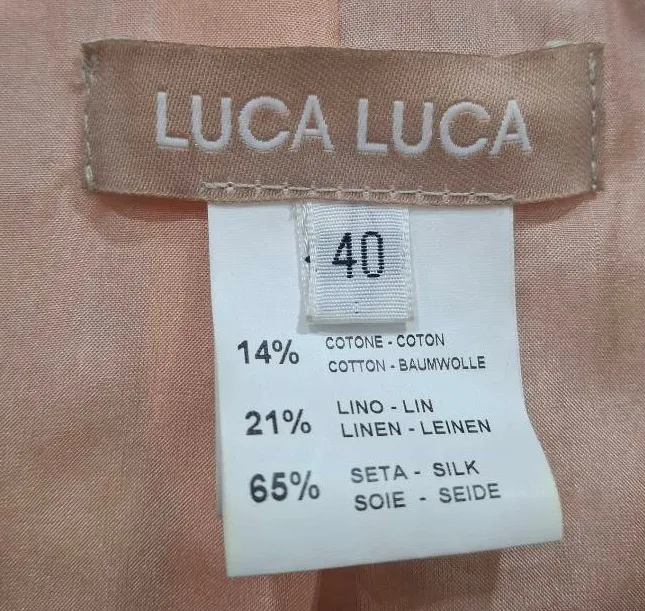 LUCA LUCA
40
14% COTONE - COTON
COTTON - BAUMWOLLE
21% LINO - LIN
LINEN - LEINEN
65% SETA - SILK
SOIE - SEIDE